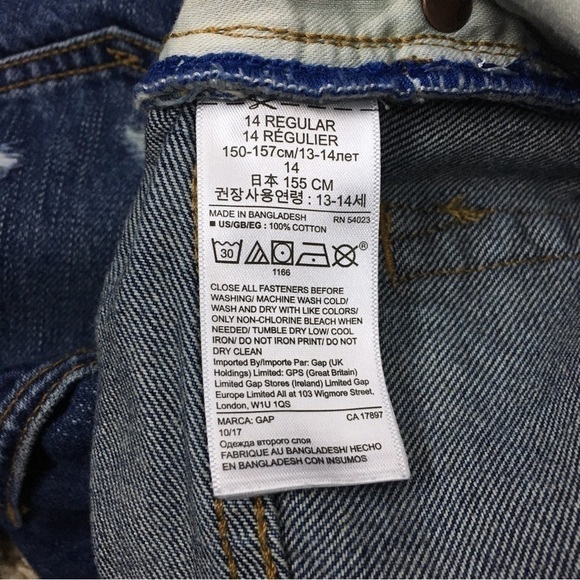 14 REGULAR
14 RÉGULIER
150-157см/13-14лет
14
日本 155 CM
권장사용연령 : 13-14세
MADE IN BANGLADESH RN 54023
■ US/GB/EG : 100% COTTON
30 ®
1166
CLOSE ALL FASTENERS BEFORE
WASHING/ MACHINE WASH COLD/
WASH AND DRY WITH LIKE COLORS/
ONLY NON-CHLORINE BLEACH WHEN
NEEDED/ TUMBLE DRY LOW/ COOL
IRON/ DO NOT IRON PRINT/ DO NOT
DRY CLEAN
Imported By/Importe Par: Gap (UK
Holdings) Limited: GPS (Great Britain)
Limited Gap Stores (Ireland) Limited Gap
Europe Limited All at 103 Wigmore Street,
London, W1U 1QS
MARCA: GAP CA 17897
10/17
Одежда второго слоя
FABRIQUE AU BANGLADESH/ HECHO
EN BANGLADESH CON INSUMOS